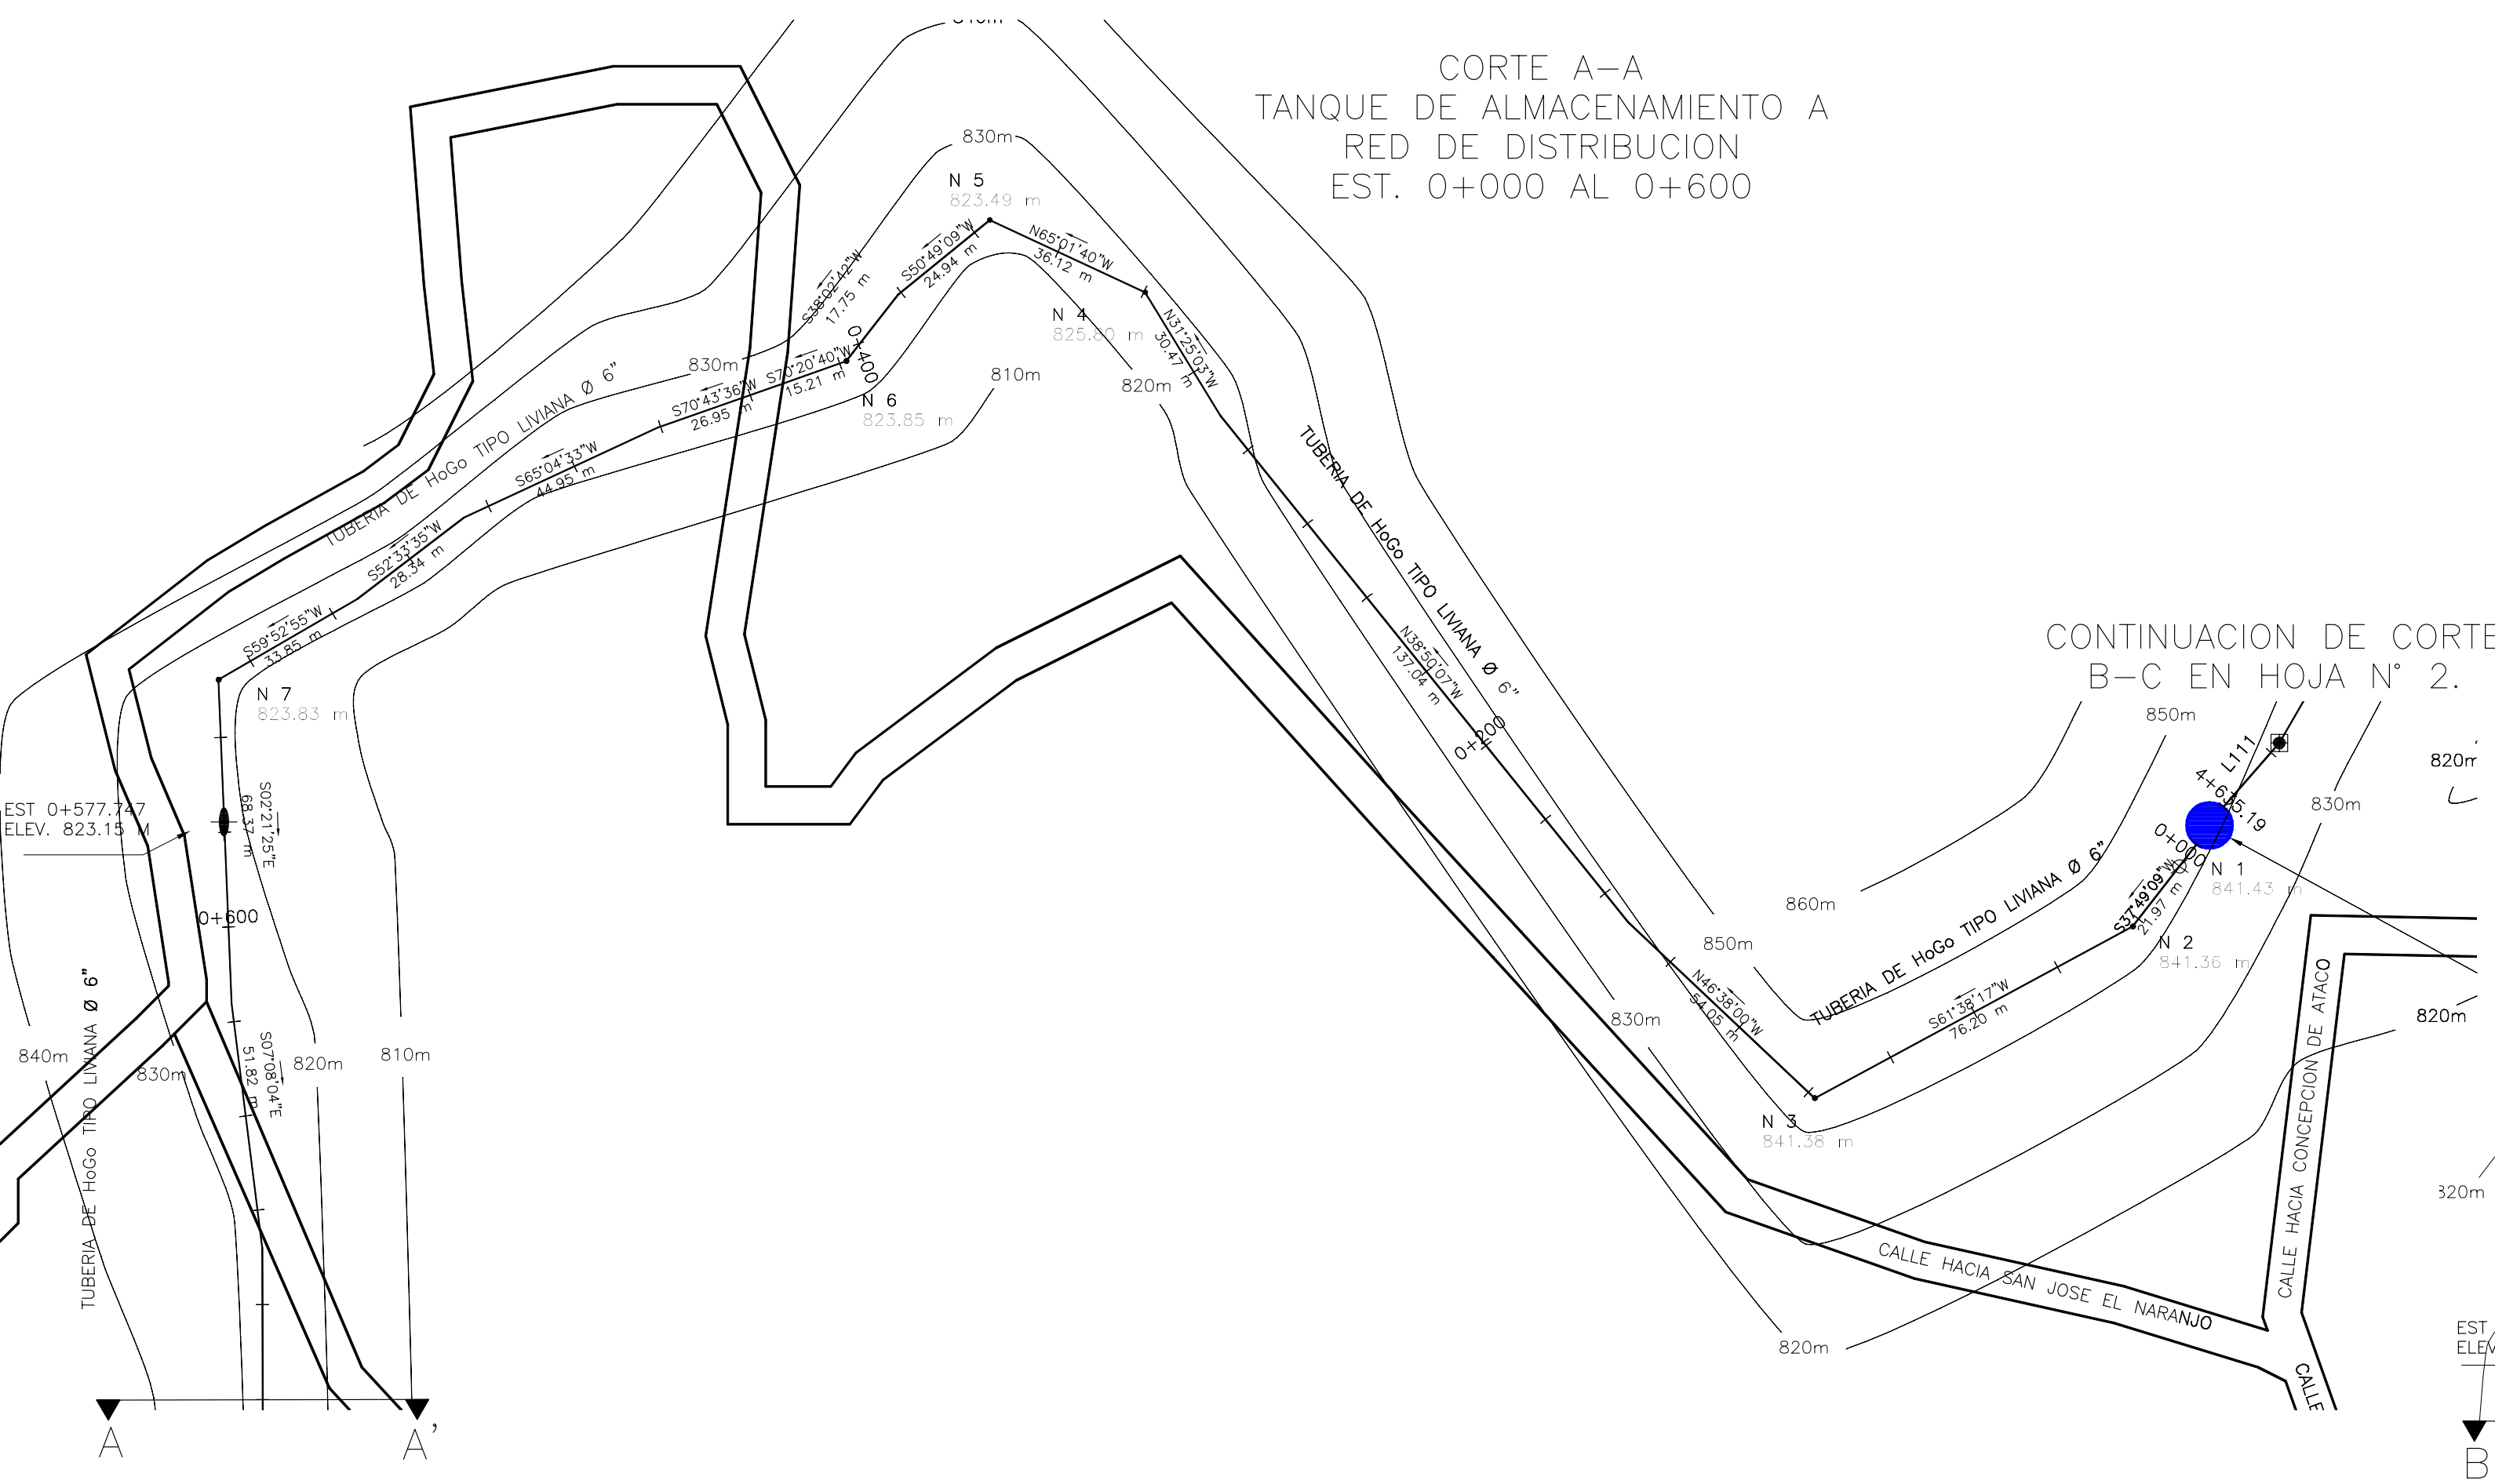 CORTE A-A
TANQUE DE ALMACENAMIENTO A
RED DE DISTRIBUCION
EST. 0+000 AL 0+600
830m
N 5
823.49 m
S50°49'09"W
24.94 m
N65°01'40"W
36.12 m
N 4
825.80 m
N31°25'03"W
30.47 m
S38°02'42"W
17.75 m
0+400
830m
S70°20'40"W
15.21 m
S70°43'36"W
26.95 m
N 6
823.85 m
810m
820m
TUBERIA DE HoGo TIPO LIVIANA Ø 6"
S65°04'33"W
44.95 m
S52°33'35"W
28.34 m
S59°52'55"W
33.85 m
N 7
823.83 m
TUBERIA DE HoGo TIPO LIVIANA Ø 6"
N38°50'07"W
137.04 m
0+200
CONTINUACION DE CORTE
B-C EN HOJA N° 2.
850m
L111
4+635.19
820m
830m
0+000
N 1
841.43 m
EST 0+577.747
ELEV. 823.15 M
S02°21'25"E
68.37 m
0+600
S37°49'09"W
21.97 m
N 2
841.36 m
860m
850m
TUBERIA DE HoGo TIPO LIVIANA Ø 6"
S61°38'17"W
76.20 m
N46°38'00"W
54.05 m
830m
820m
840m
830m
820m
810m
S07°08'04"E
51.82 m
TUBERIA DE HoGo TIPO LIVIANA Ø 6"
N 3
841.38 m
CALLE HACIA CONCEPCION DE ATACO
820m
CALLE HACIA SAN JOSE EL NARANJO
820m
EST
ELEV
CALLE
A
A'
B